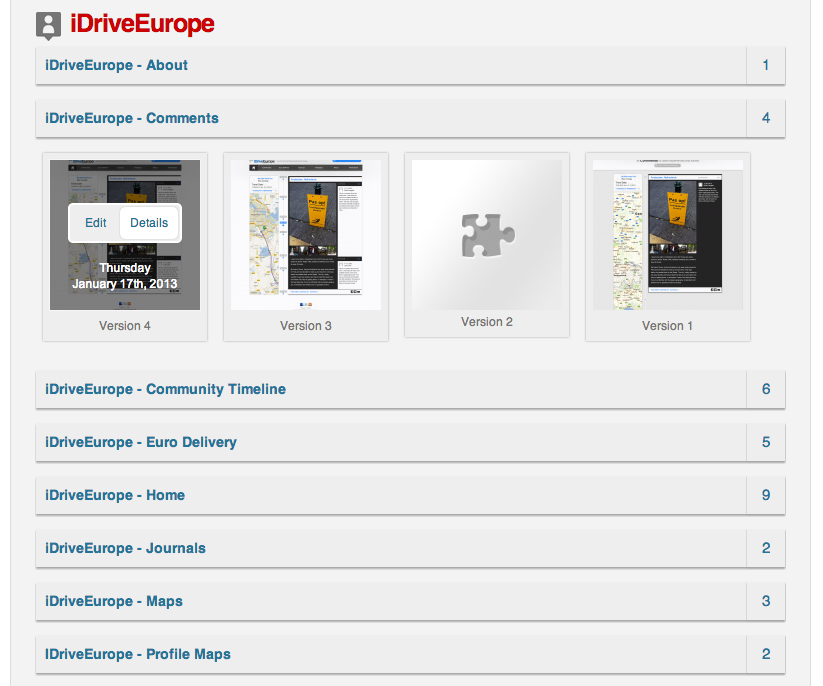 iDriveEurope
iDriveEurope - About 1
iDriveEurope - Comments 4
Edit Details
Thursday
January 17th, 2013
Version 4
Version 3
Version 2
Version 1
iDriveEurope - Community Timeline 6
iDriveEurope - Euro Delivery 5
iDriveEurope - Home 9
iDriveEurope - Journals 2
iDriveEurope - Maps 3
IDriveEurope - Profile Maps 2